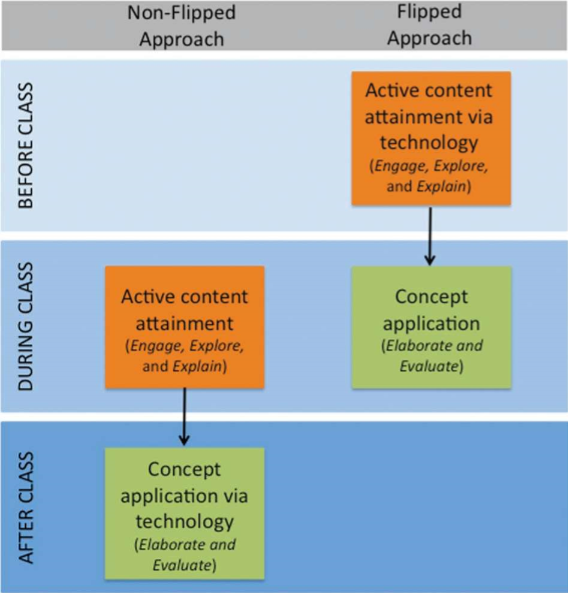 Non-Flipped
Approach
Flipped
Approach
BEFORE CLASS
Active content
attainment via
technology
(Engage, Explore,
and Explain)
DURING CLASS
Active content
attainment
(Engage, Explore,
and Explain)
Concept
application
(Elaborate and
Evaluate)
AFTER CLASS
Concept
application via
technology
(Elaborate and
Evaluate)